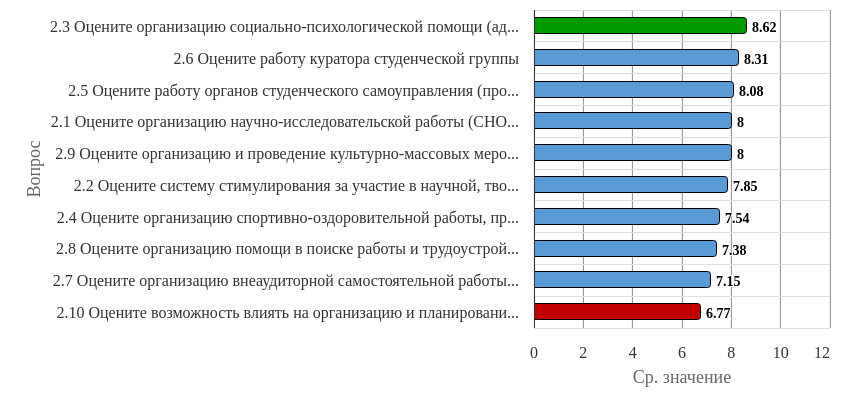 2.3 Оцените организацию социально-психологической помощи (ад... 8.62
2.6 Оцените работу куратора студенческой группы 8.31
2.5 Оцените работу органов студенческого самоуправления (про... 8.08
2.1 Оцените организацию научно-исследовательской работы (СНО... 8
2.9 Оцените организацию и проведение культурно-массовых меро... 8
2.2 Оцените систему стимулирования за участие в научной, тво... 7.85
2.4 Оцените организацию спортивно-оздоровительной работы, пр... 7.54
2.8 Оцените организацию помощи в поиске работы и трудоустрой... 7.38
2.7 Оцените организацию внеаудиторной самостоятельной работы... 7.15
2.10 Оцените возможность влиять на организацию и планировани... 6.77
Вопрос
0 2 4 6 8 10 12
Ср. значение